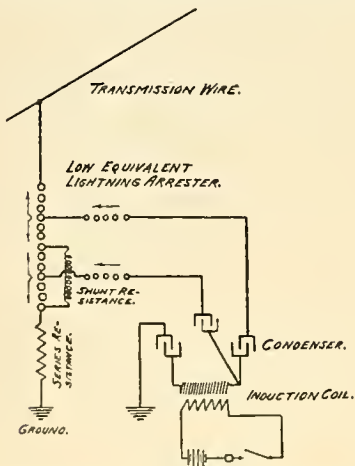 TRANSMISSION WIRE.
LOW EQUIVALENT
LIGHTNING ARRESTER.
SHUNT RE-
SISTANCE.
SERIES RE-
SISTANCE.
CONDENSER.
INDUCTION COIL.
GROUND.